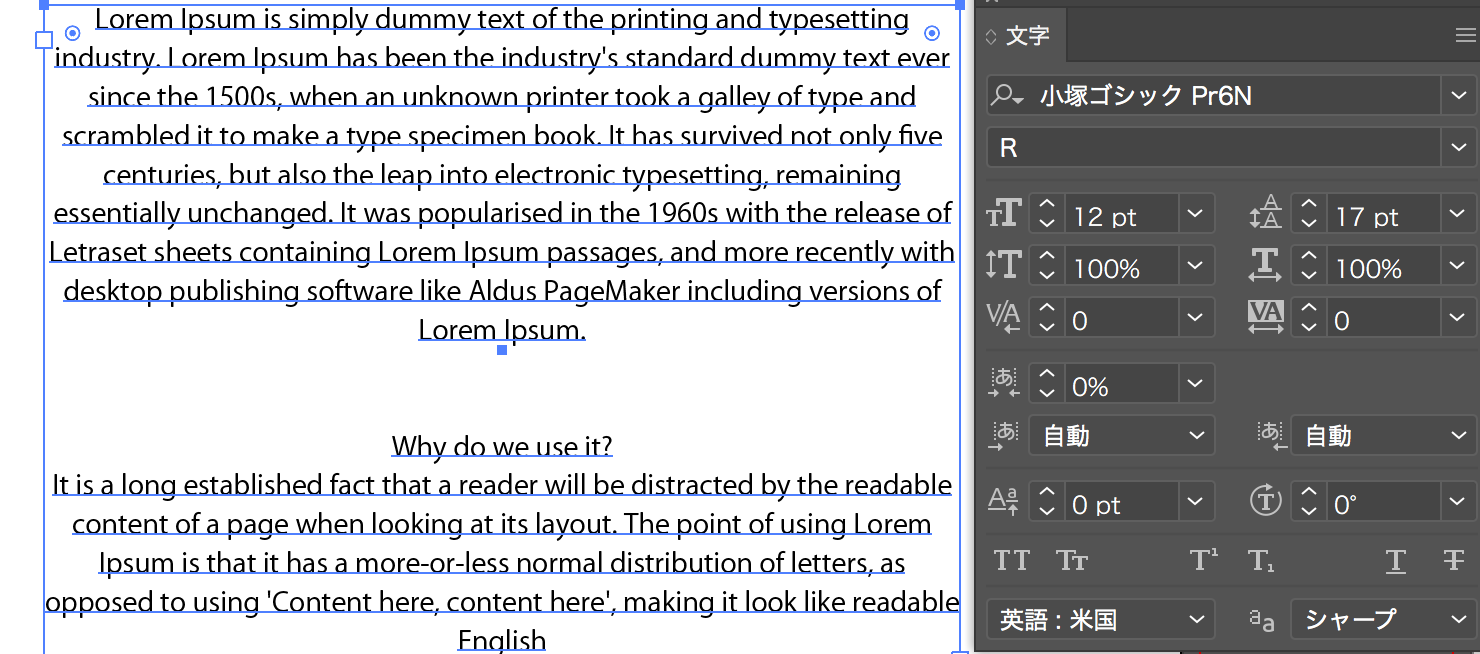 Lorem Ipsum is simply dummy text of the printing and typesetting
industry. Lorem Ipsum has been the industry's standard dummy text ever
since the 1500s, when an unknown printer took a galley of type and
scrambled it to make a type specimen book. It has survived not only five
centuries, but also the leap into electronic typesetting, remaining
essentially unchanged. It was popularised in the 1960s with the release of
Letraset sheets containing Lorem Ipsum passages, and more recently with
desktop publishing software like Aldus PageMaker including versions of
Lorem Ipsum.
Why do we use it?
It is a long established fact that a reader will be distracted by the readable
content of a page when looking at its layout. The point of using Lorem
Ipsum is that it has a more-or-less normal distribution of letters, as
opposed to using 'Content here, content here', making it look like readable
English
文字
小塚ゴシック Pr6N
R
12 pt 17 pt
100% 100%
0 0
0%
自動 自動
0 pt 0°
英語 : 米国 シャープ